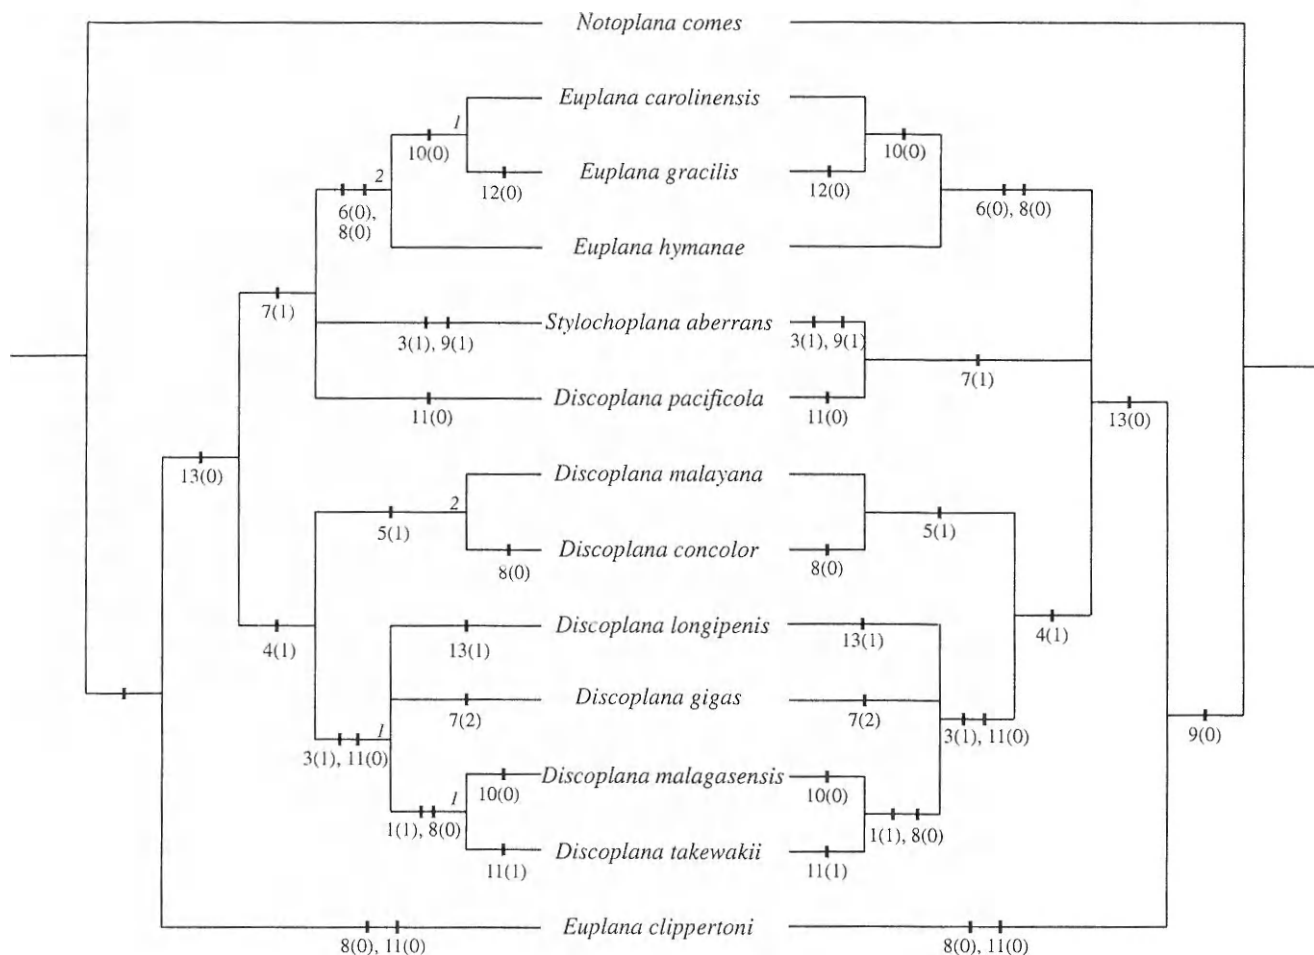 Notoplana comes
Euplana carolinensis
1
10(0) 10(0)
Euplana gracilis
2
12(0) 12(0)
6(0), 6(0), 8(0)
8(0)
Euplana hymanae
7(1)
Stylochoplana aberrans
3(1), 9(1) 3(1), 9(1)
7(1)
Discoplana pacificola
11(0) 11(0) 13(0)
13(0)
Discoplana malayana
2
5(1) 5(1)
Discoplana concolor
8(0) 8(0)
Discoplana longipenis
4(1) 13(1) 13(1) 4(1)
Discoplana gigas
7(2) 7(2)
1
3(1), 11(0) 3(1), 11(0) 9(0)
Discoplana malagasensis
1
10(0) 10(0)
1(1), 8(0) 1(1), 8(0)
Discoplana takewakii
11(1) 11(1)
Euplana clippertoni
8(0), 11(0) 8(0), 11(0)